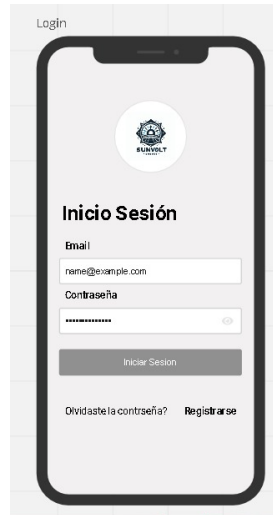 Login
SUNVOLT
Inicio Sesión
Email
name@example.com
Contraseña
Iniciar Sesion
Olvidaste la contrseña? Registrarse